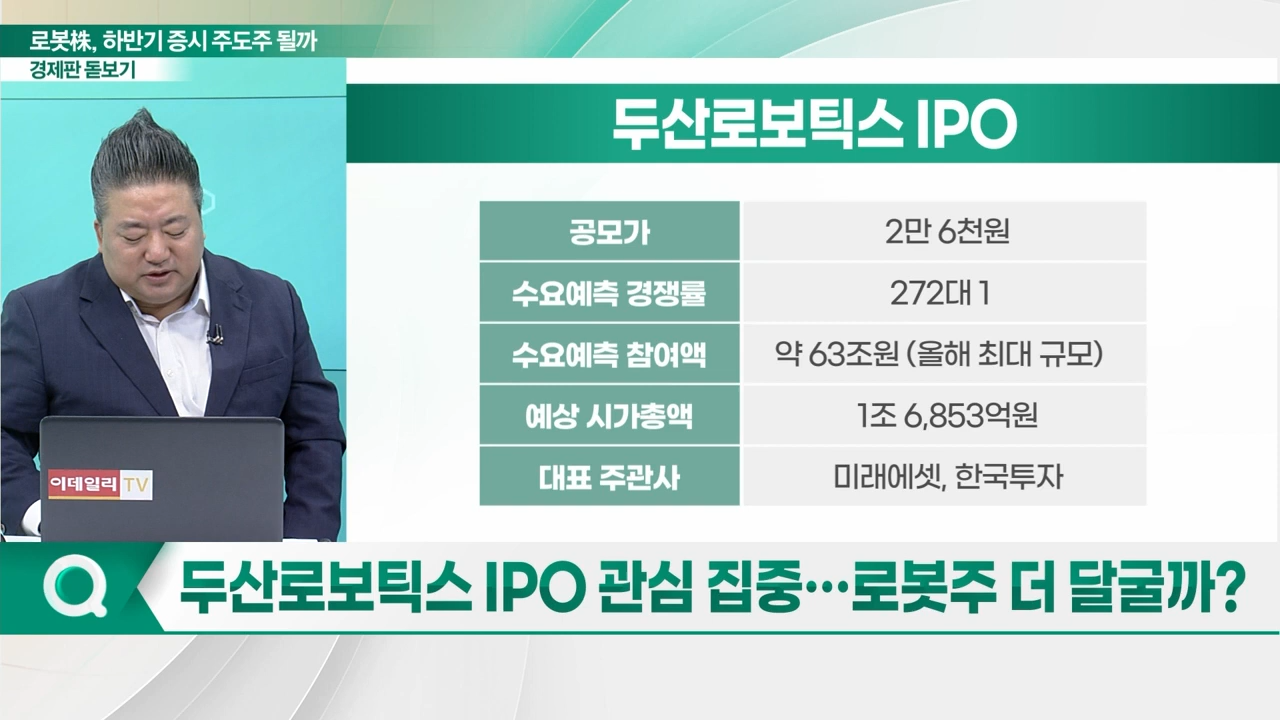 로봇株, 하반기 증시 주도주 될까
경제판 돋보기
두산로보틱스 IPO
공모가 2만 6천원
수요예측 경쟁률 272대 1
수요예측 참여액 약 63조원 (올해 최대 규모)
예상 시가총액 1조 6,853억원
대표 주관사 미래에셋, 한국투자
이데일리 TV
Q 두산로보틱스 IPO 관심 집중…로봇주 더 달굴까?